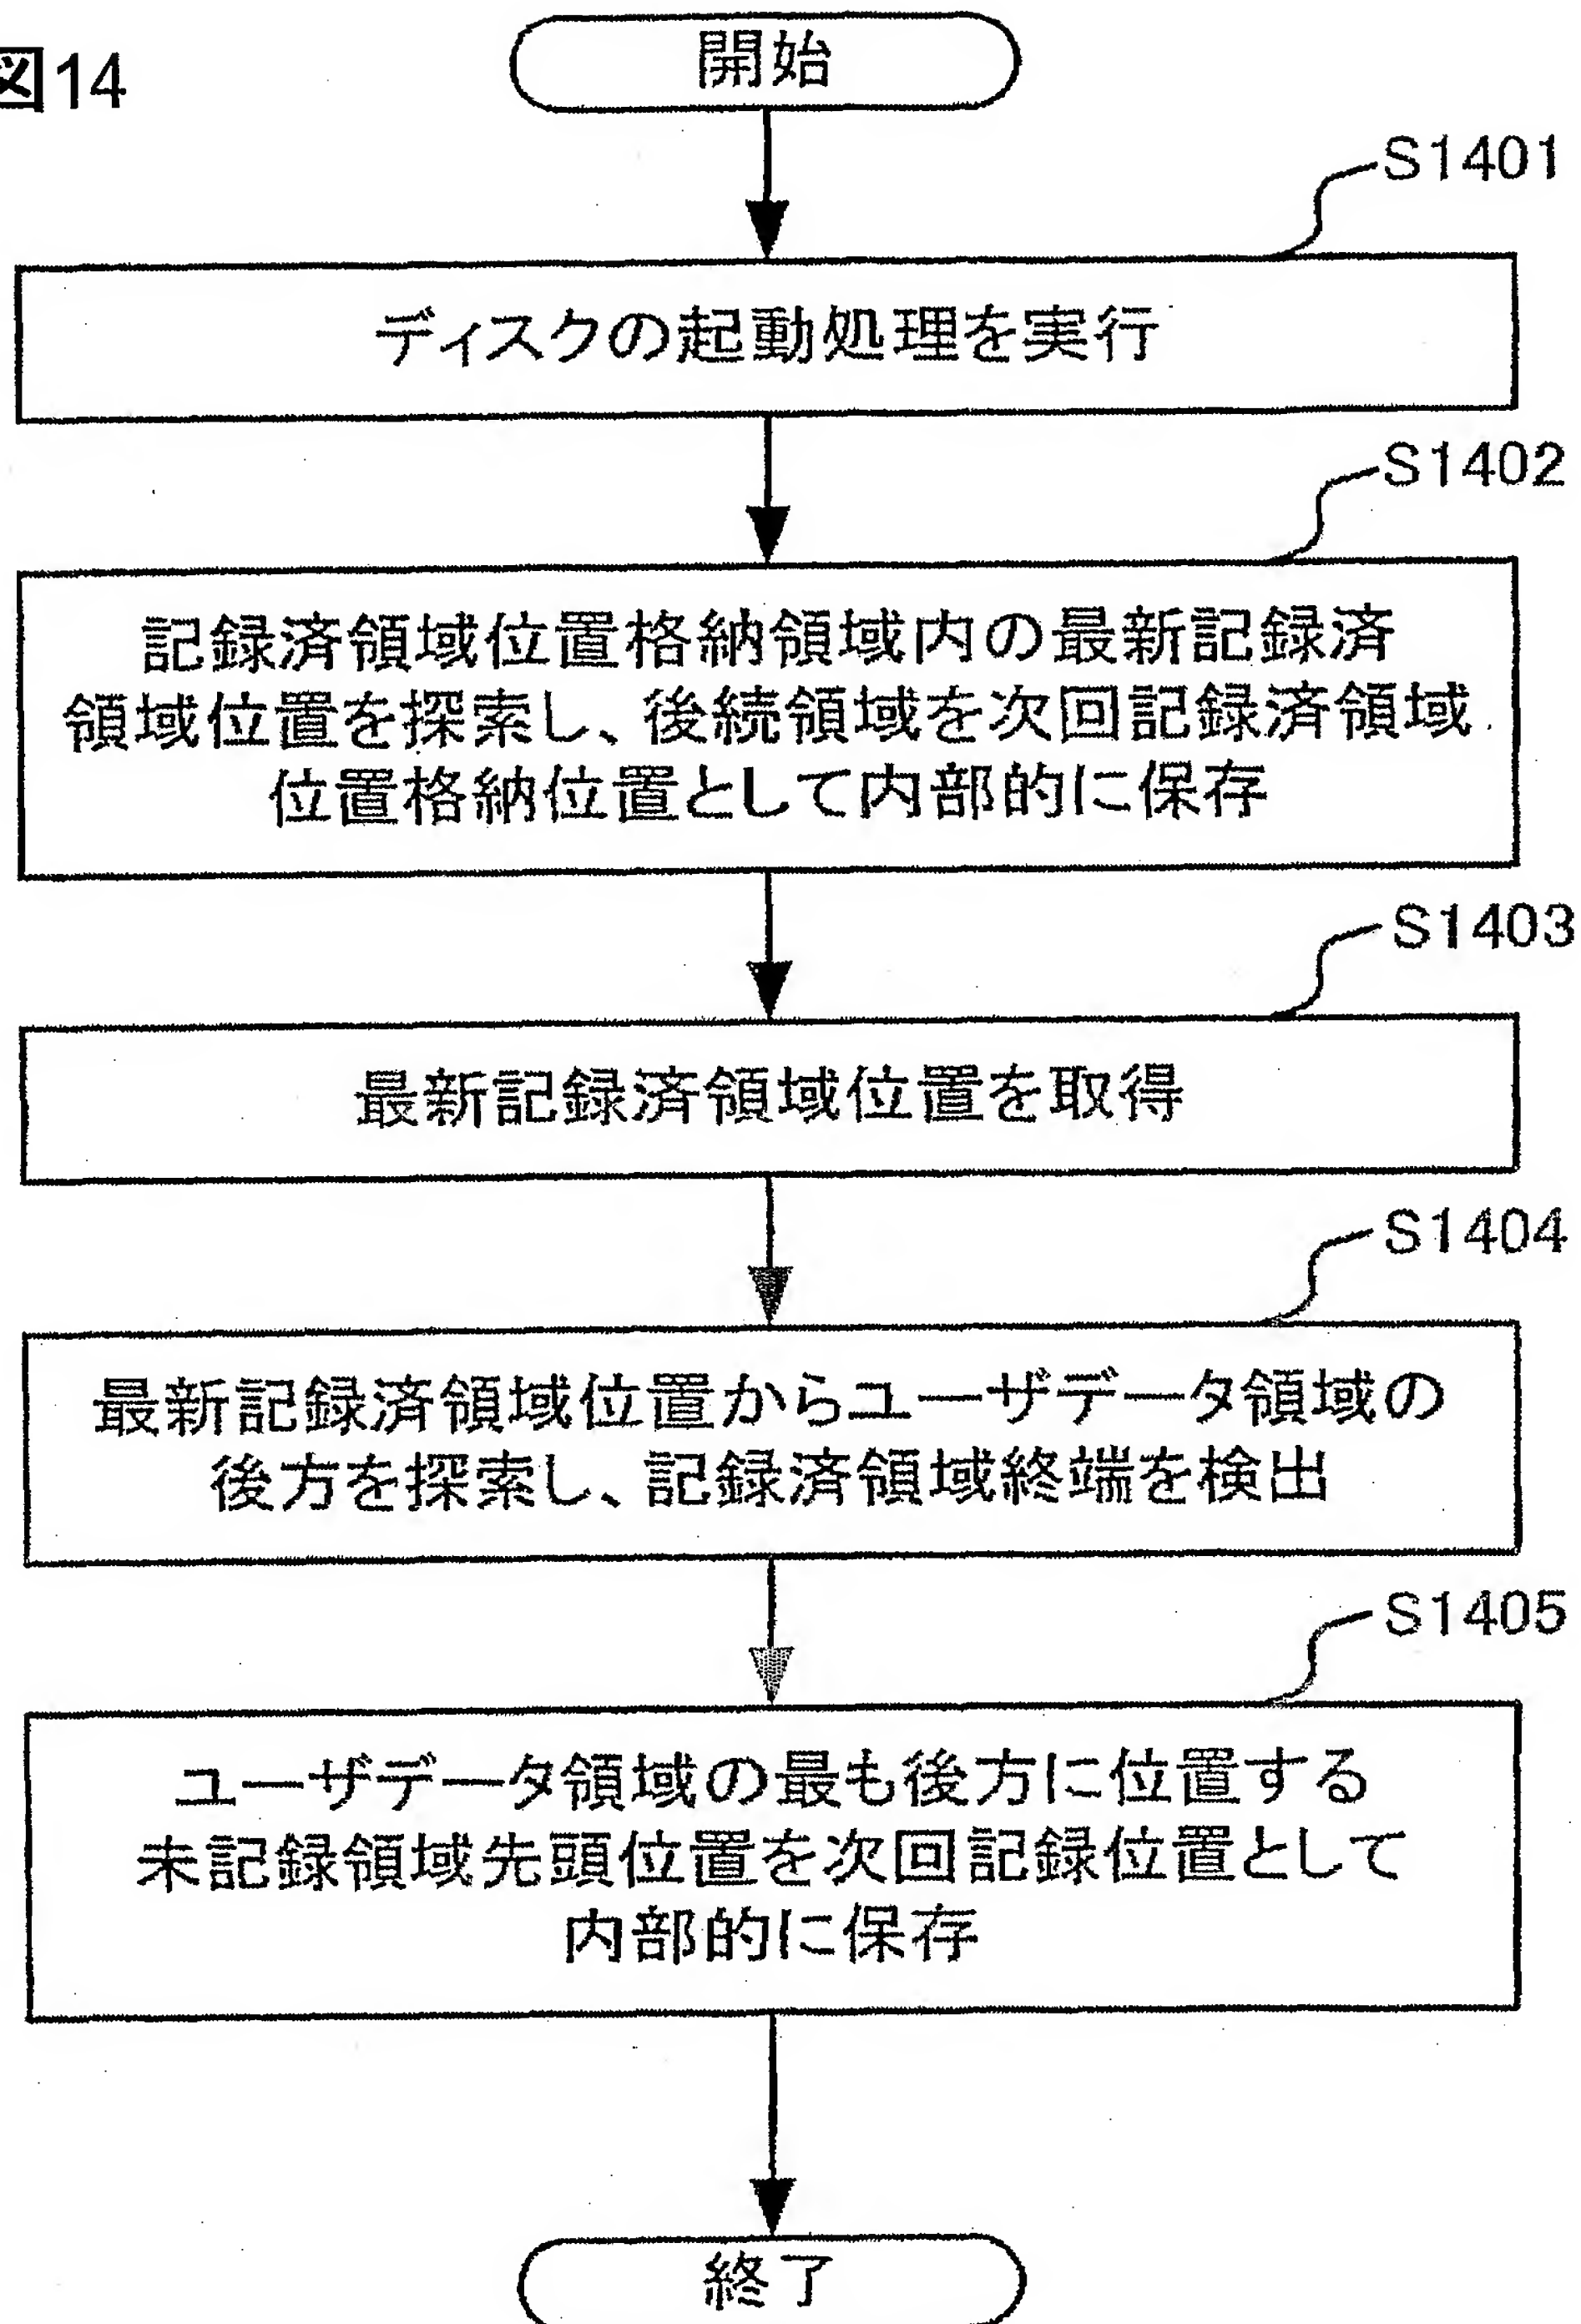 図14
開始
S1401
ディスクの起動処理を実行
S1402
記録済領域位置格納領域内の最新記録済
領域位置を探索し、後続領域を次回記録済領域
位置格納位置として内部的に保存
S1403
最新記録済領域位置を取得
S1404
最新記録済領域位置からユーザデータ領域の
後方を探索し、記録済領域終端を検出
S1405
ユーザデータ領域の最も後方に位置する
未記録領域先頭位置を次回記録位置として
内部的に保存
終了